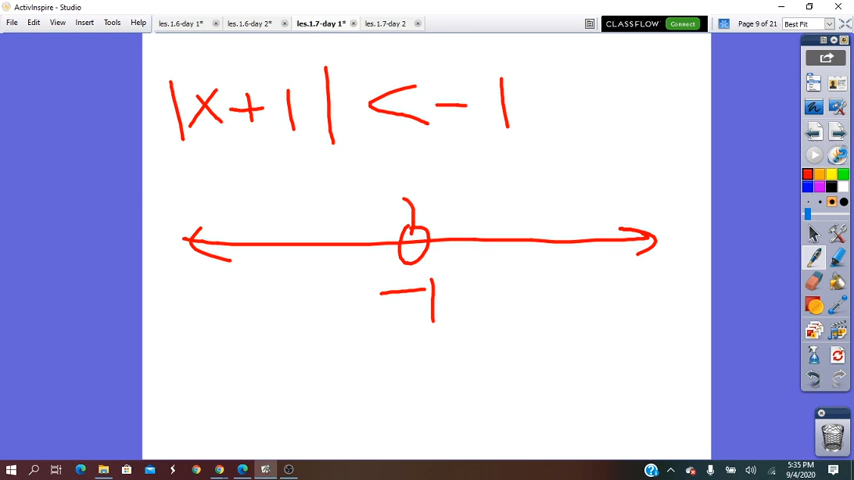 ActivInspire - Studio
File Edit View Insert Tools Help les.1.6-day 1* les.1.6-day 2* les.1.7-day 1* les.1.7-day 2 CLASSFLOW Connect Page 9 of 21 Best Fit
|x+1| < -1
-1
5:35 PM
9/4/2020